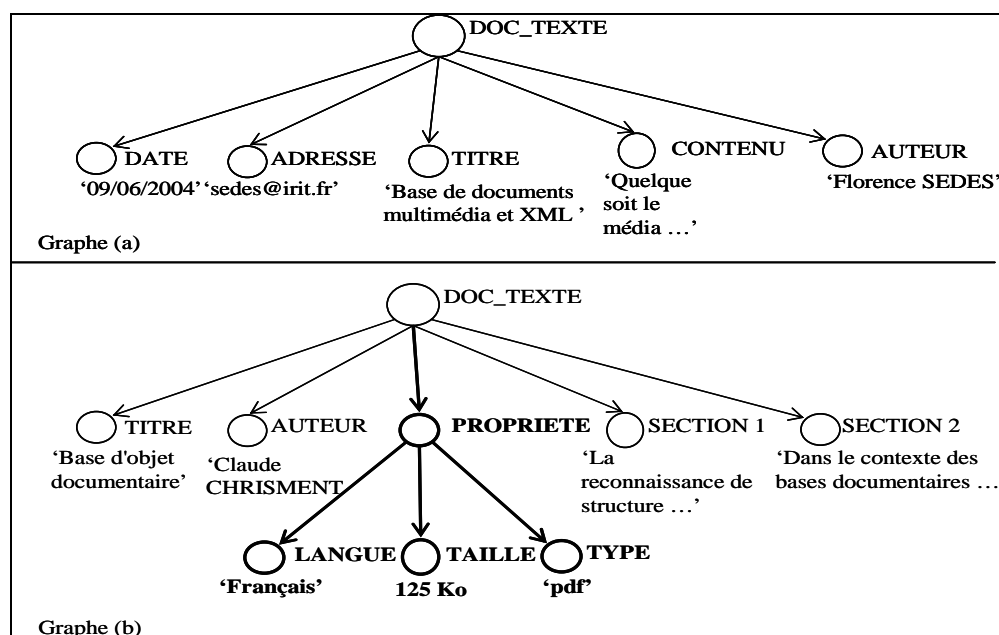 DOC_TEXTE
DATE
ADRESSE
TITRE
CONTENU
AUTEUR
‘09/06/2004’
‘sedes@irit.fr’
‘Base de documents
multimédia et XML ’
‘Quelque
soit le
média …’
‘Florence SEDES’
Graphe (a)
DOC_TEXTE
TITRE
AUTEUR
PROPRIETE
SECTION 1
SECTION 2
‘Base d'objet
documentaire’
‘Claude
CHRISMENT
‘La
reconnaissance de
structure …’
‘Dans le contexte des
bases documentaires …
LANGUE
TAILLE
TYPE
‘Français’
125 Ko
‘pdf’
Graphe (b)